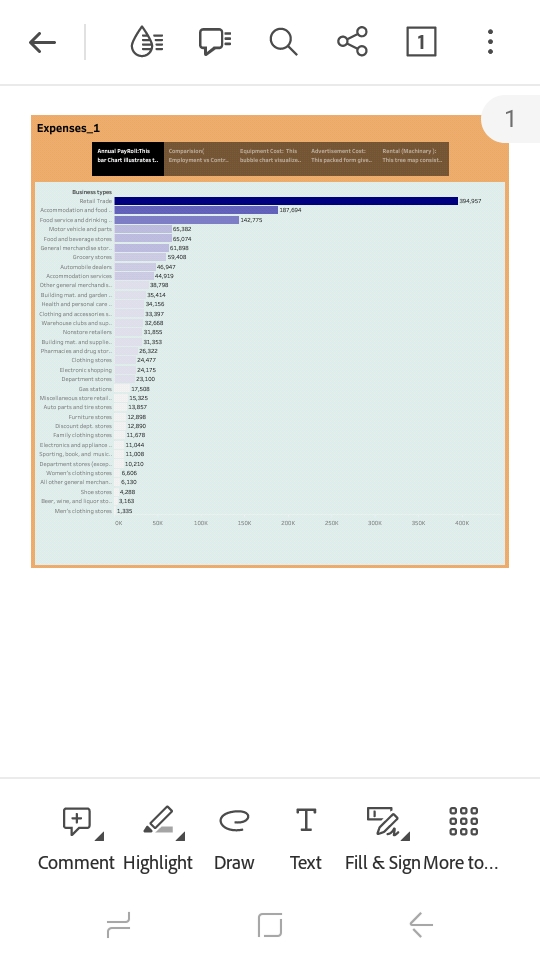 1
1
Expenses_1
Annual PayRoll:This
bar Chart illustrates t..
Comparision(
Employment vs Contr..
Equipment Cost: This
bubble chart visualize..
Advertisement Cost:
This packed form give..
Rental (Machinary ):
This tree map consist..
Business types
Retail Trade 394,957
Accommodation and food .. 187,694
Food service and drinking .. 142,775
Motor vehicle and parts 65,382
Food and beverage stores 65,074
General merchandise stor.. 61,898
Grocery stores 59,408
Automobile dealers 46,947
Accommodation services 44,919
Other general merchandis.. 38,798
Building mat. and garden .. 35,414
Health and personal care .. 34,156
Clothing and accessories s.. 33,397
Warehouse clubs and sup.. 32,668
Nonstore retailers 31,855
Building mat. and supplie.. 31,353
Pharmacies and drug stor.. 26,322
Clothing stores 24,477
Electronic shopping 24,175
Department stores 23,100
Gas stations 17,508
Miscellaneous store retail.. 15,325
Auto parts and tire stores 13,857
Furniture stores 12,898
Discount dept. stores 12,890
Family clothing stores 11,678
Electronics and appliance .. 11,044
Sporting, book, and music.. 11,008
Department stores (excep.. 10,210
Women's clothing stores 6,606
All other general merchan.. 6,130
Shoe stores 4,288
Beer, wine, and liquor sto.. 3,163
Men's clothing stores 1,335
0K 50K 100K 150K 200K 250K 300K 350K 400K
Comment Highlight Draw Text Fill & Sign More to...